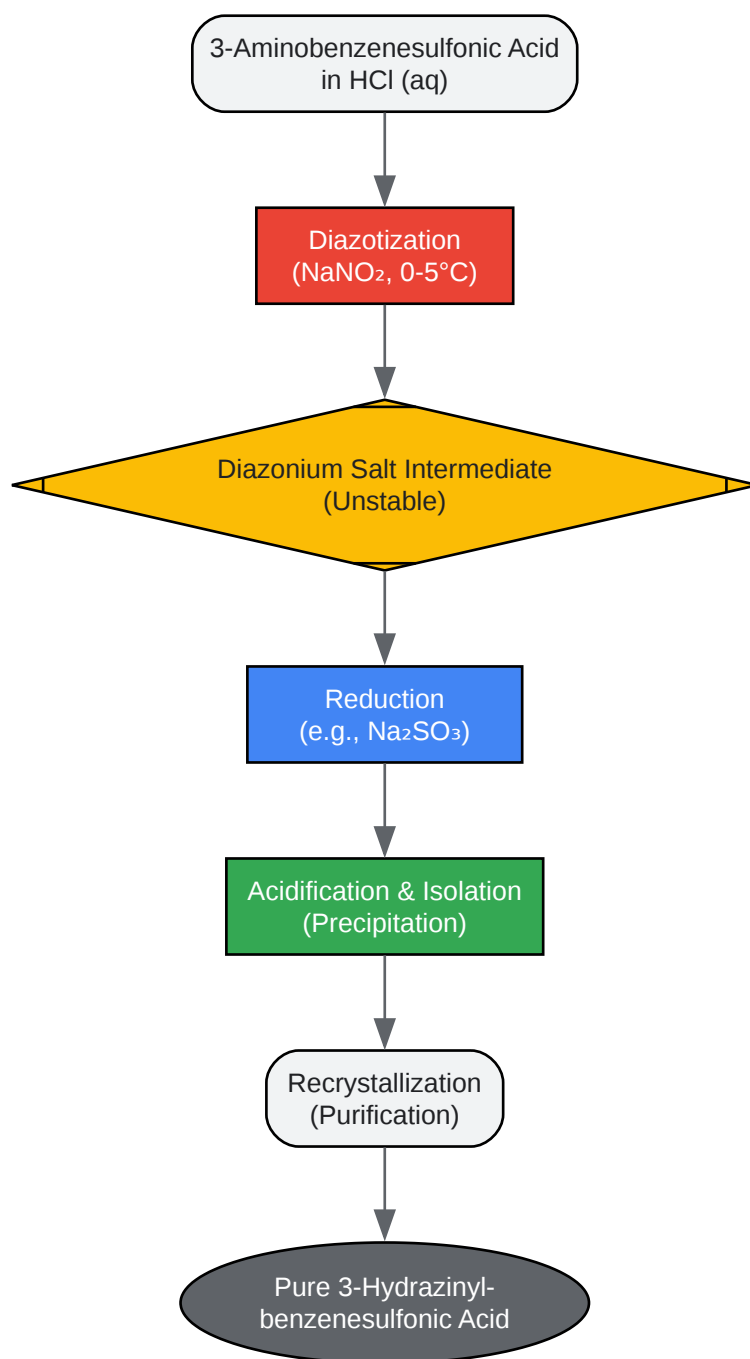 3-Aminobenzenesulfonic Acid
in HCl (aq)
Diazotization
(NaNO₂, 0-5°C)
Diazonium Salt Intermediate
(Unstable)
Reduction
(e.g., Na₂SO₃)
Acidification & Isolation
(Precipitation)
Recrystallization
(Purification)
Pure 3-Hydrazinyl-
benzenesulfonic Acid